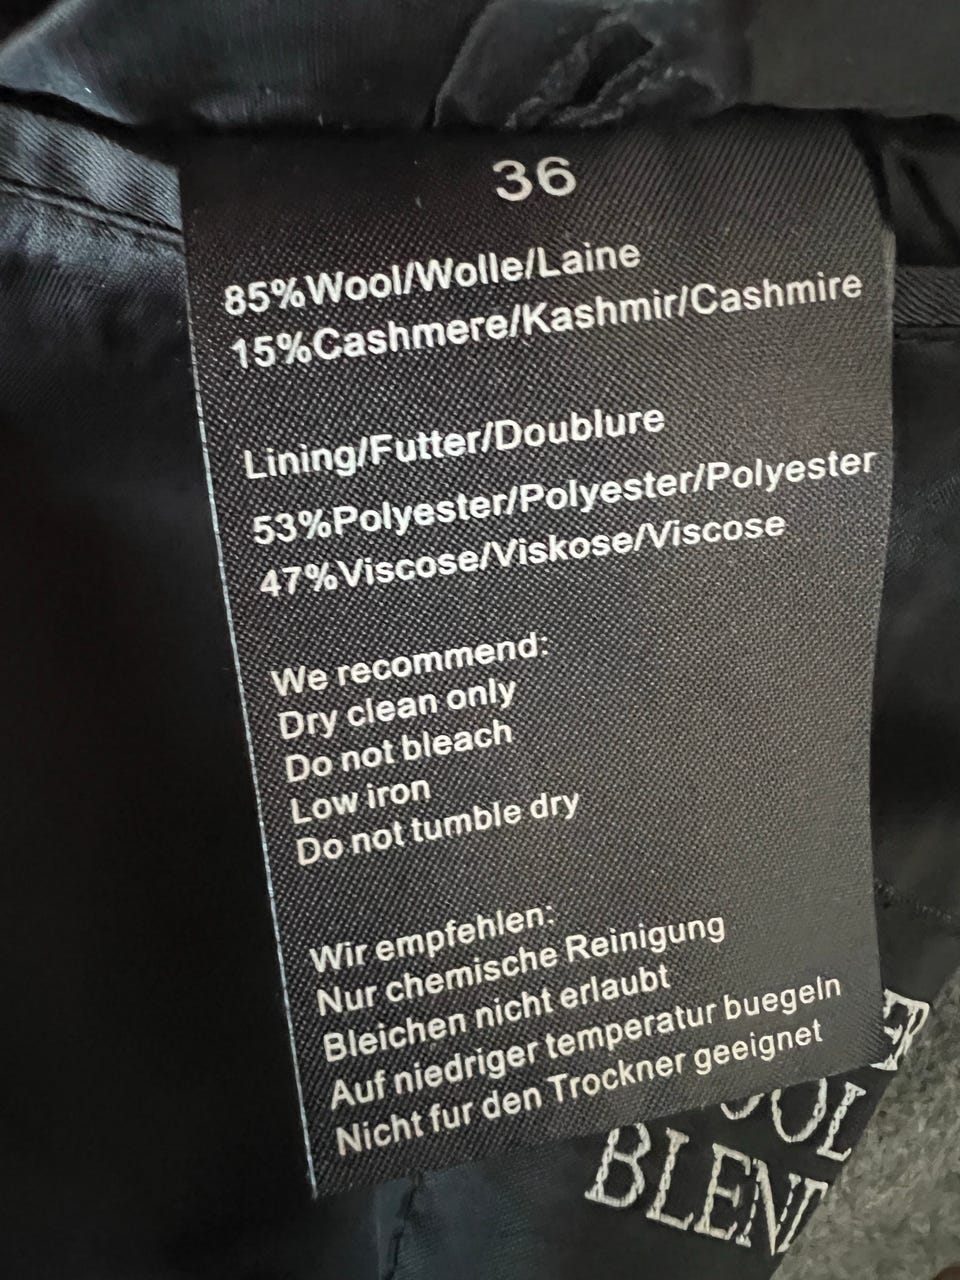 36
85%Wool/Wolle/Laine
15%Cashmere/Kashmir/Cashmire
Lining/Futter/Doublure
53%Polyester/Polyester/Polyester
47%Viscose/Viskose/Viscose
We recommend:
Dry clean only
Do not bleach
Low iron
Do not tumble dry
Wir empfehlen:
Nur chemische Reinigung
Bleichen nicht erlaubt
Auf niedriger temperatur buegeln
Nicht fur den Trockner geeignet